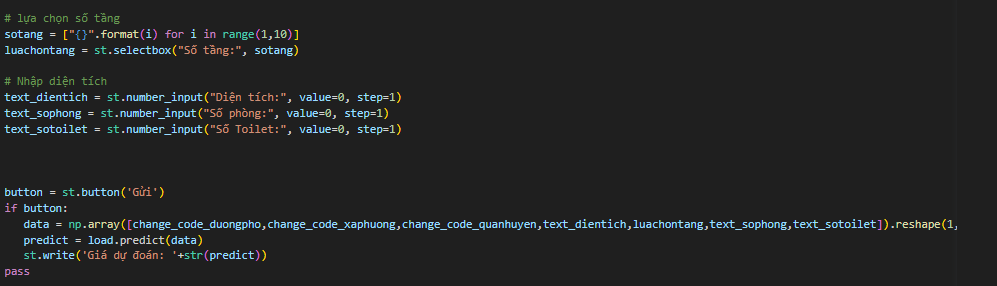 # lựa chọn số tầng
sotang = ["{}".format(i) for i in range(1,10)]
luachontang = st.selectbox("Số tầng:", sotang)
# Nhập diện tích
text_dientich = st.number_input("Diện tích:", value=0, step=1)
text_sophong = st.number_input("Số phòng:", value=0, step=1)
text_sotoilet = st.number_input("Số Toilet:", value=0, step=1)
button = st.button('Gửi')
if button:
data = np.array([change_code_duongpho,change_code_xaphuong,change_code_quanhuyen,text_dientich,luachontang,text_sophong,text_sotoilet]).reshape(1,
predict = load.predict(data)
st.write('Giá dự đoán: '+str(predict))
pass